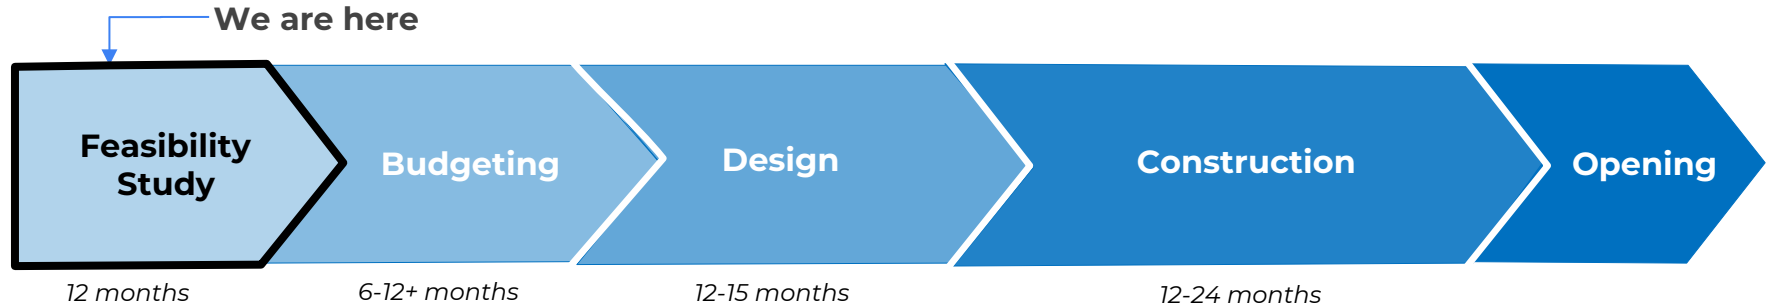 We are here
Feasibility
Study
Budgeting
Design
Construction
Opening
12 months
6-12+ months
12-15 months
12-24 months